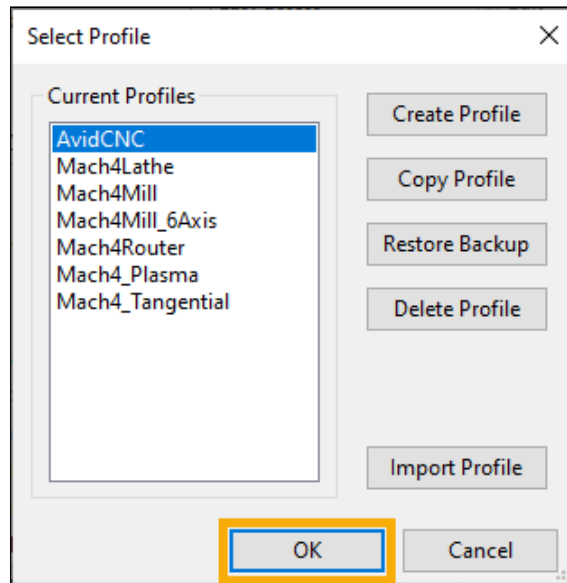 Select Profile
Current Profiles
AvidCNC
Mach4Lathe
Mach4Mill
Mach4Mill_6Axis
Mach4Router
Mach4_Plasma
Mach4_Tangential
Create Profile
Copy Profile
Restore Backup
Delete Profile
Import Profile
OK
Cancel